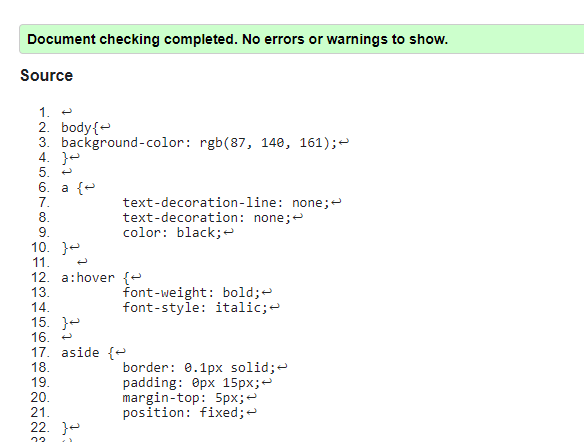 Document checking completed. No errors or warnings to show.
Source
1. ↩
2. body{↩
3. background-color: rgb(87, 140, 161);↩
4. }↩
5. ↩
6. a {↩
7. text-decoration-line: none;↩
8. text-decoration: none;↩
9. color: black;↩
10. }↩
11. ↩
12. a:hover {↩
13. font-weight: bold;↩
14. font-style: italic;↩
15. }↩
16. ↩
17. aside {↩
18. border: 0.1px solid;↩
19. padding: 0px 15px;↩
20. margin-top: 5px;↩
21. position: fixed;↩
22. }↩
23. ↩